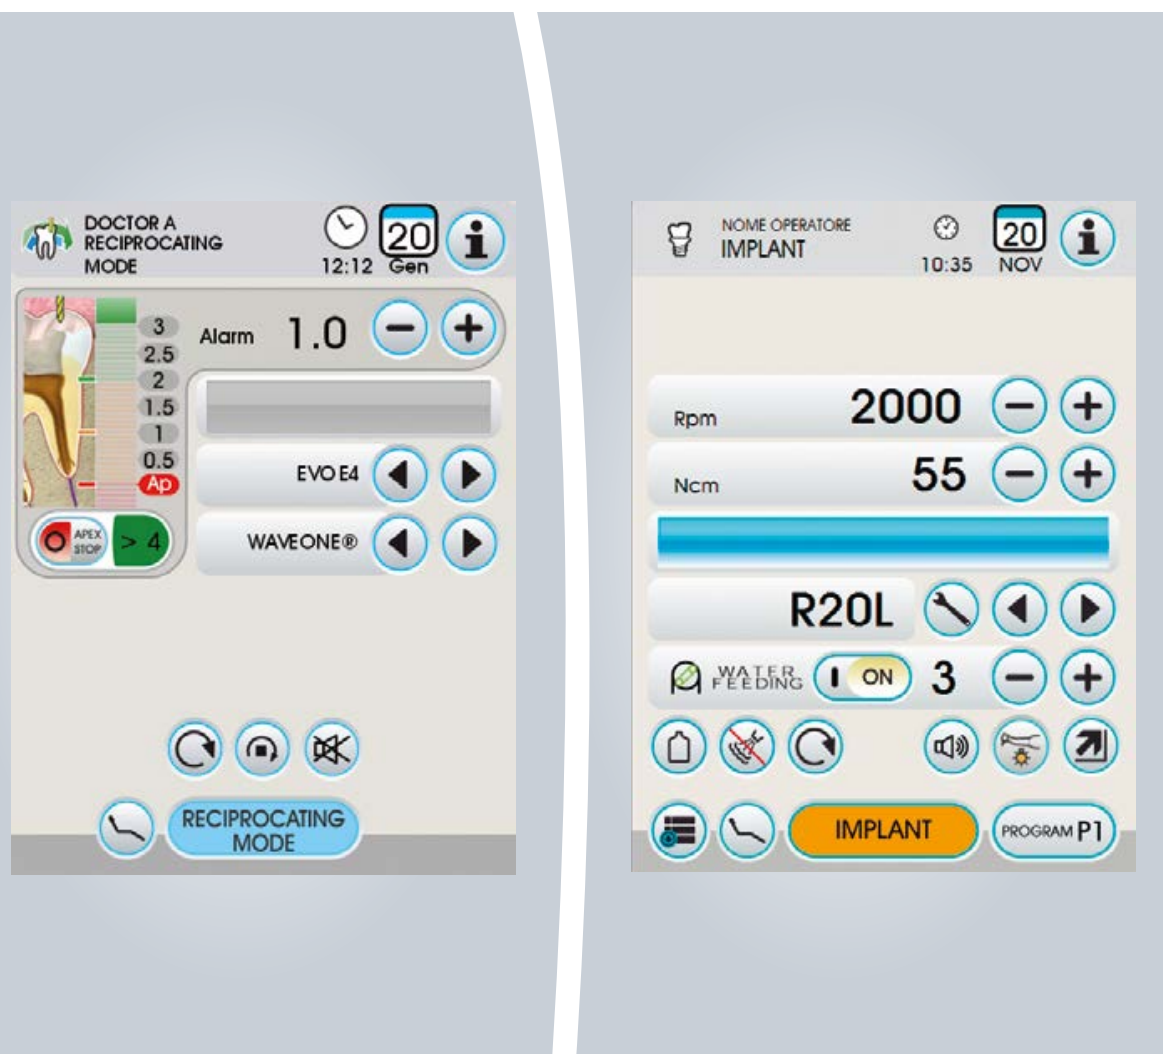 DOCTOR A
RECIPROCATING
MODE
12:12
20
Gen
i
3
2.5
2
1.5
1
0.5
Ap
Alarm 1.0 - +
EVO E4
WAVEONE®
APEX
STOP
> 4
RECIPROCATING
MODE
NOME OPERATORE
IMPLANT
10:35
20
NOV
i
Rpm 2000 - +
Ncm 55 - +
R20L
WATER
FEEDING
I ON 3 - +
IMPLANT
PROGRAM P1